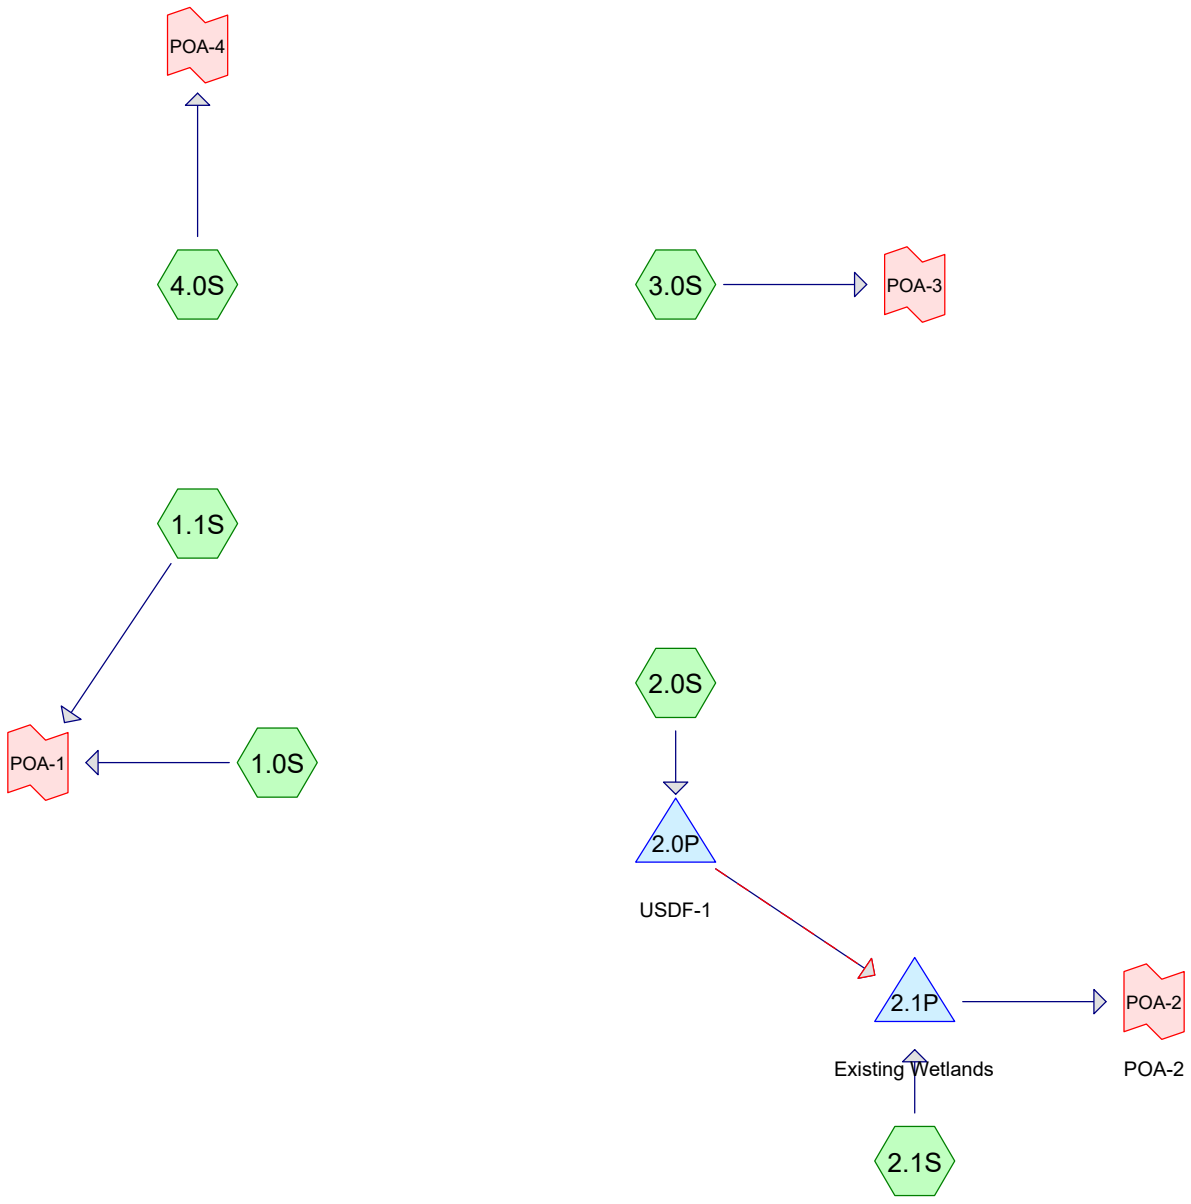 POA-4
4.0S
3.0S
POA-3
1.1S
2.0S
POA-1
1.0S
2.0P
USDF-1
2.1P
POA-2
Existing Wetlands
POA-2
2.1S